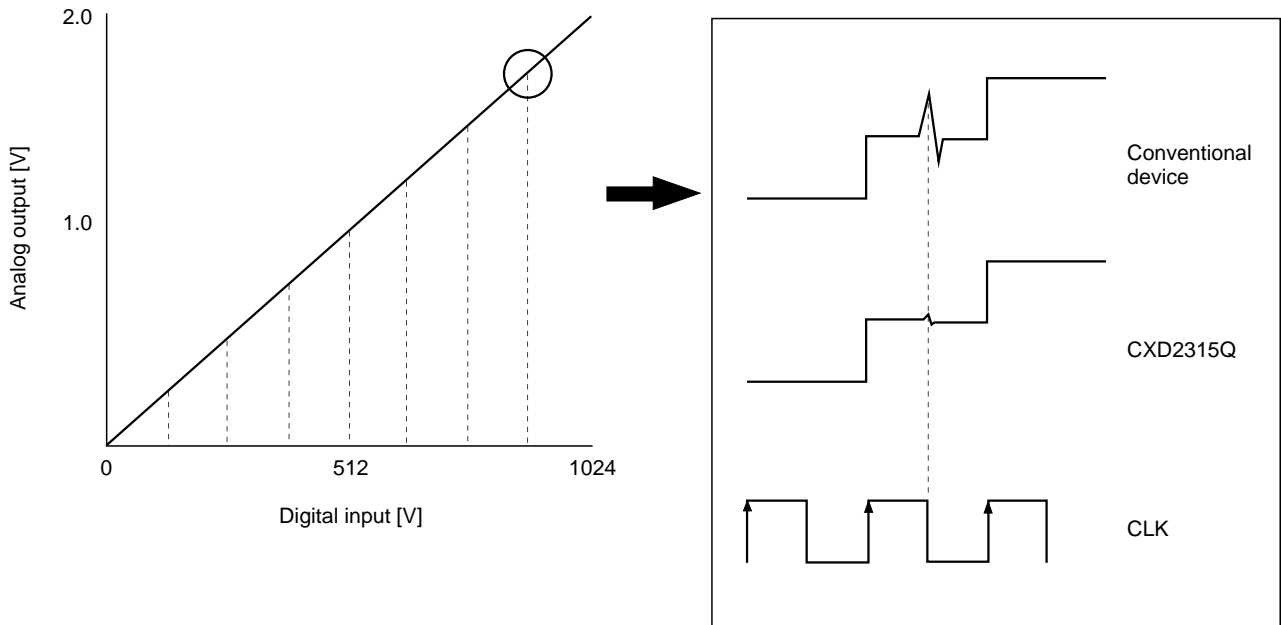 2.0
1.0
Analog output [V]
0
512
1024
Digital input [V]
Conventional
device
CXD2315Q
CLK